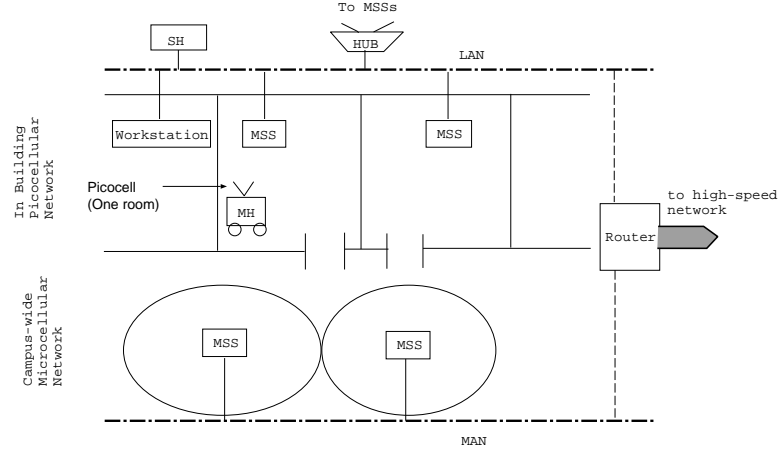 To MSSs
SH
HUB
LAN
Workstation
MSS
MSS
In Building
Picocellular
Network
Picocell
(One room)
MH
to high-speed
network
Router
Campus-wide
Microcellular
Network
MSS
MSS
MAN